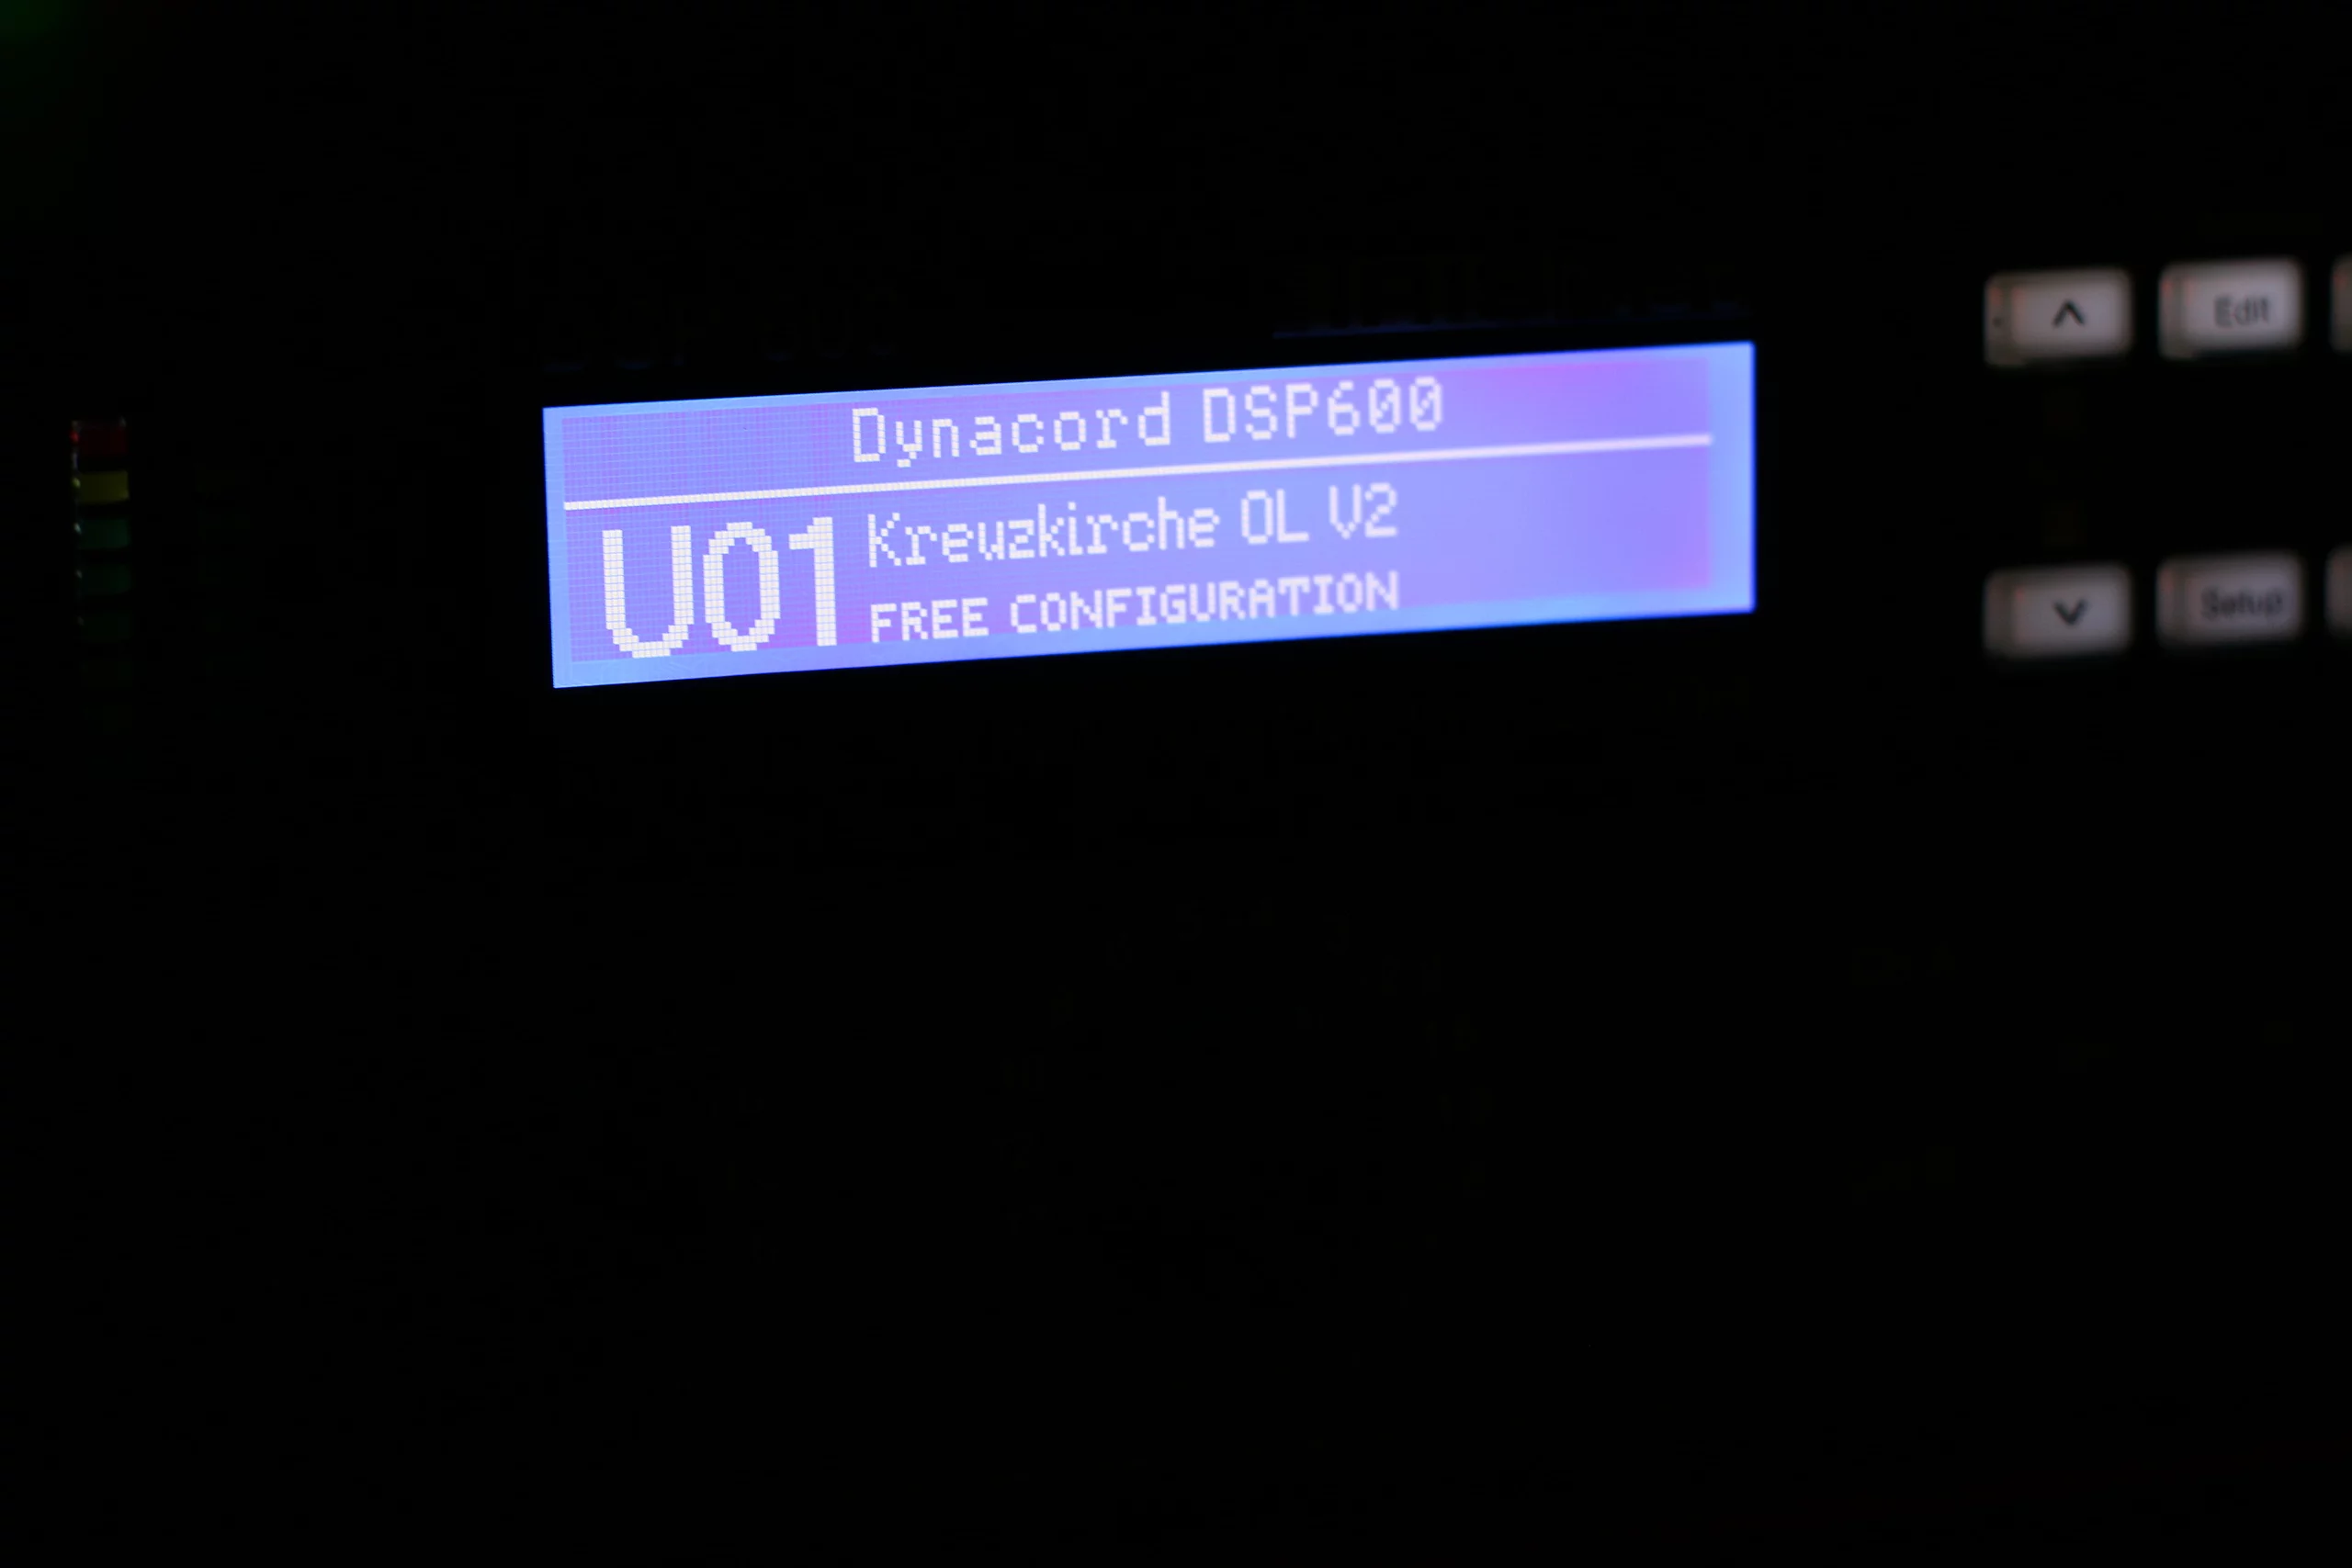 Dynacord DSP600
U01 Kreuzkirche OL V2
FREE CONFIGURATION
Edit
Setup